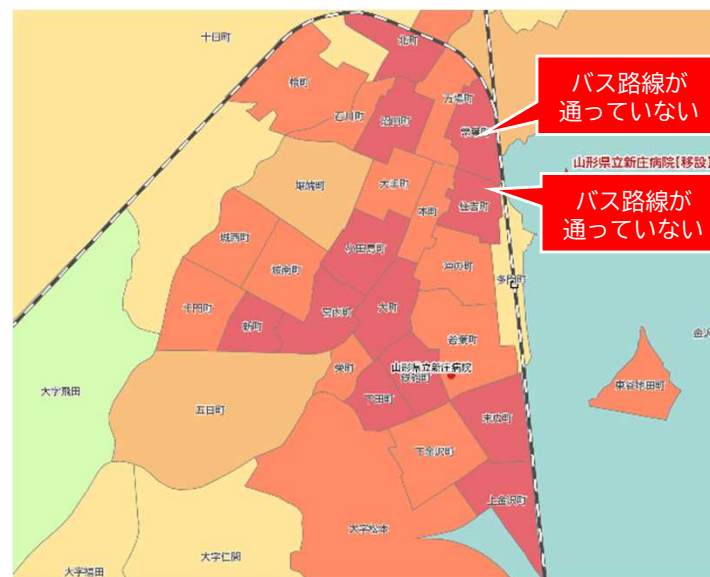 十日町
北町
桧町
万場町
バス路線が
通っていない
石川町
沼田町
常葉町
山形県立新庄病院【移設】
堀端町
大手町
本町
住吉町
バス路線が
通っていない
城西町
小田島町
城南町
沖の町
多門町
千門町
新町
宮内町
大町
若葉町
金沢
栄町
山形県立新庄病院
鉄砲町
東谷地田町
大字飛田
五日町
下田町
末広町
下金沢町
上金沢町
大字松本
大字仁間
大字福田